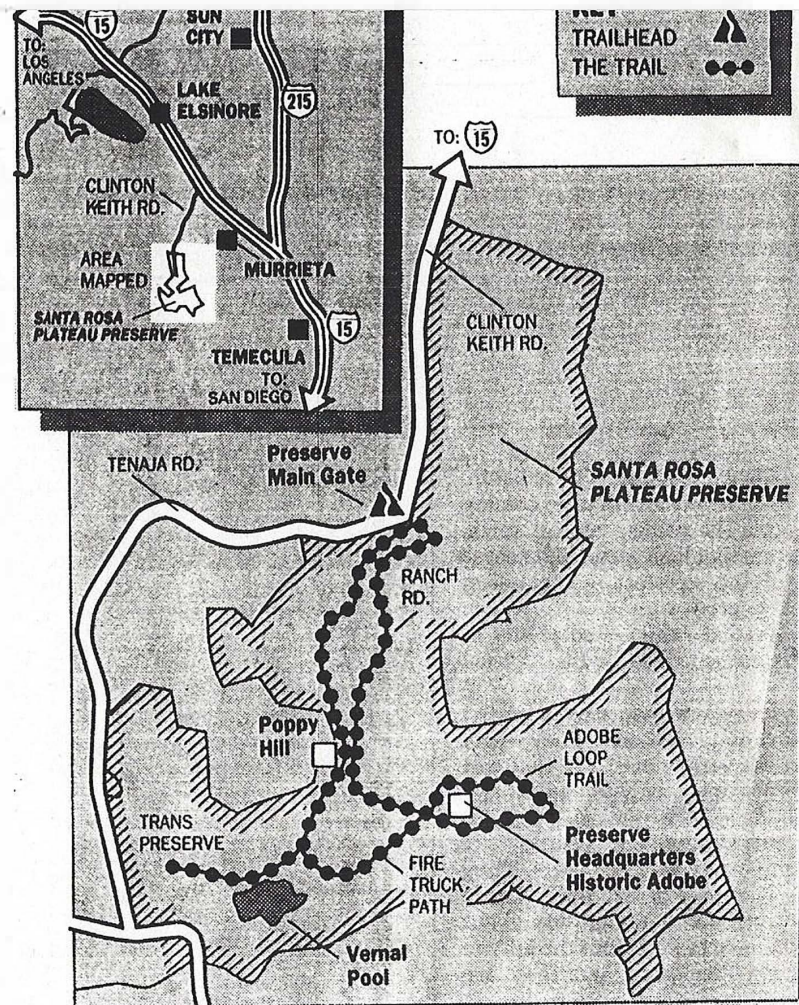 KEY
TRAILHEAD
THE TRAIL
15
TO:
LOS
ANGELES
SUN
CITY
LAKE
ELSINORE
215
CLINTON
KEITH RD.
AREA
MAPPED
MURRIETA
SANTA ROSA
PLATEAU PRESERVE
15
TEMECULA
TO:
SAN DIEGO
TO: 15
CLINTON
KEITH RD.
TENAJA RD.
Preserve
Main Gate
SANTA ROSA
PLATEAU PRESERVE
RANCH
RD.
Poppy
Hill
ADOBE
LOOP
TRAIL
TRANS
PRESERVE
Preserve
Headquarters
Historic Adobe
FIRE
TRUCK
PATH
Vernal
Pool